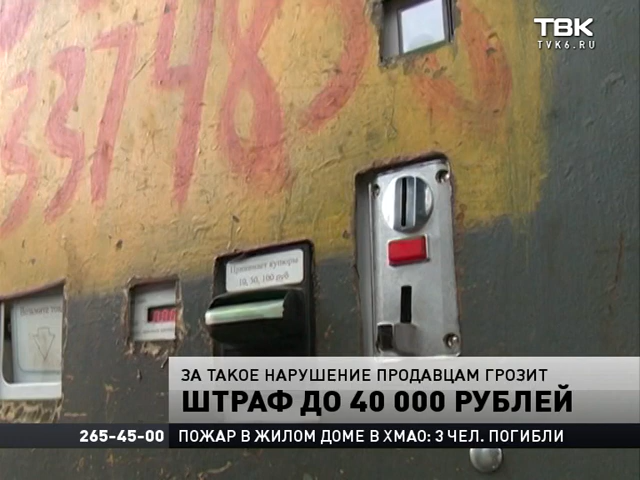 ТВК
TVK6.RU
337483
Принимает купюры
10, 50, 100 руб
ЗА ТАКОЕ НАРУШЕНИЕ ПРОДАВЦАМ ГРОЗИТ
ШТРАФ ДО 40 000 РУБЛЕЙ
265-45-00 ПОЖАР В ЖИЛОМ ДОМЕ В ХМАО: 3 ЧЕЛ. ПОГИБЛИ